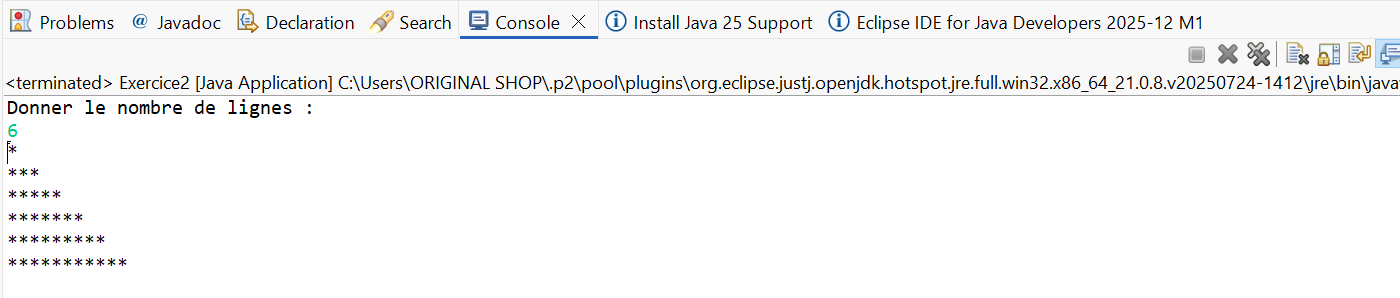 Problems @ Javadoc Declaration Search Console Install Java 25 Support Eclipse IDE for Java Developers 2025-12 M1
<terminated> Exercice2 [Java Application] C:\Users\ORIGINAL SHOP\.p2\pool\plugins\org.eclipse.justj.openjdk.hotspot.jre.full.win32.x86_64_21.0.8.v20250724-1412\jre\bin\java
Donner le nombre de lignes :
6
*
***
*****
*******
*********
***********